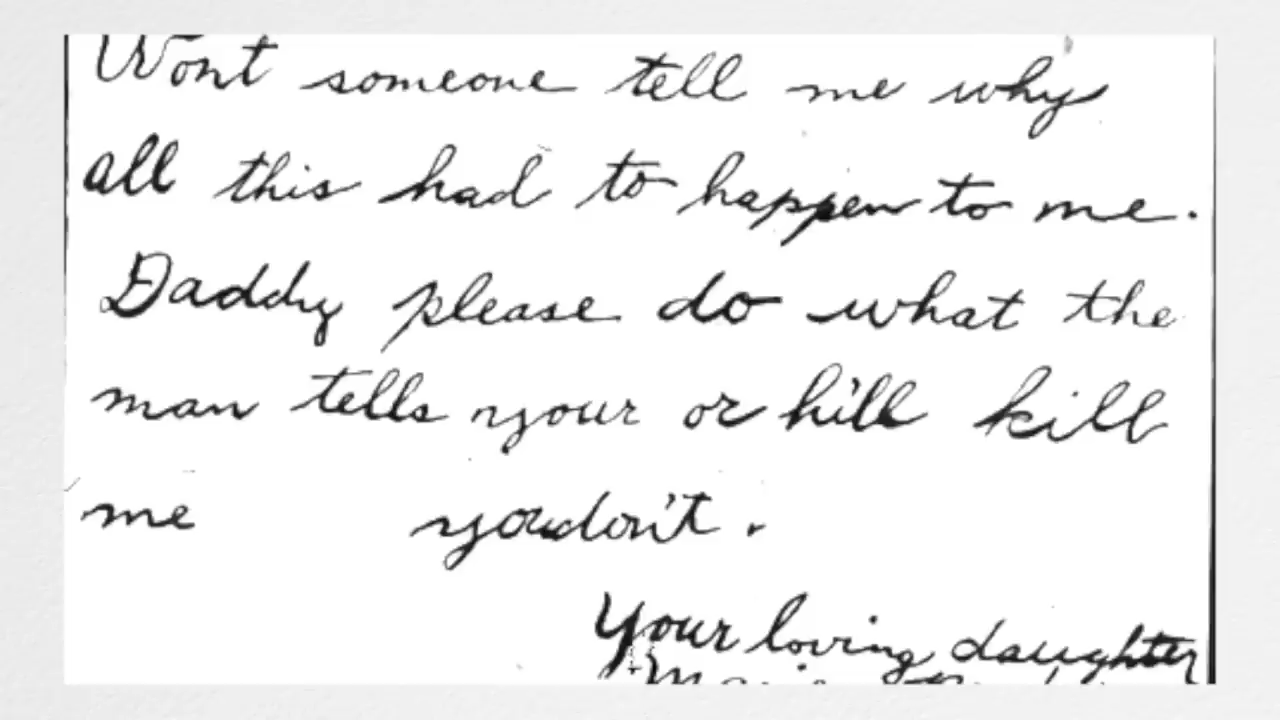 Wont someone tell me why
all this had to happen to me.
Daddy please do what the
man tells your or hill kill
me youdon't.
Your loving daughter